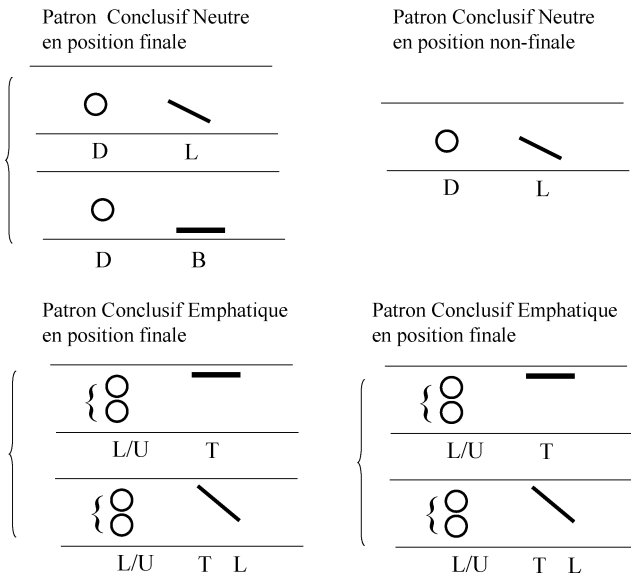 Patron Conclusif Neutre
en position finale
D L
D B
Patron Conclusif Neutre
en position non-finale
D L
Patron Conclusif Emphatique
en position finale
L/U T
L/U T L
Patron Conclusif Emphatique
en position finale
L/U T
L/U T L